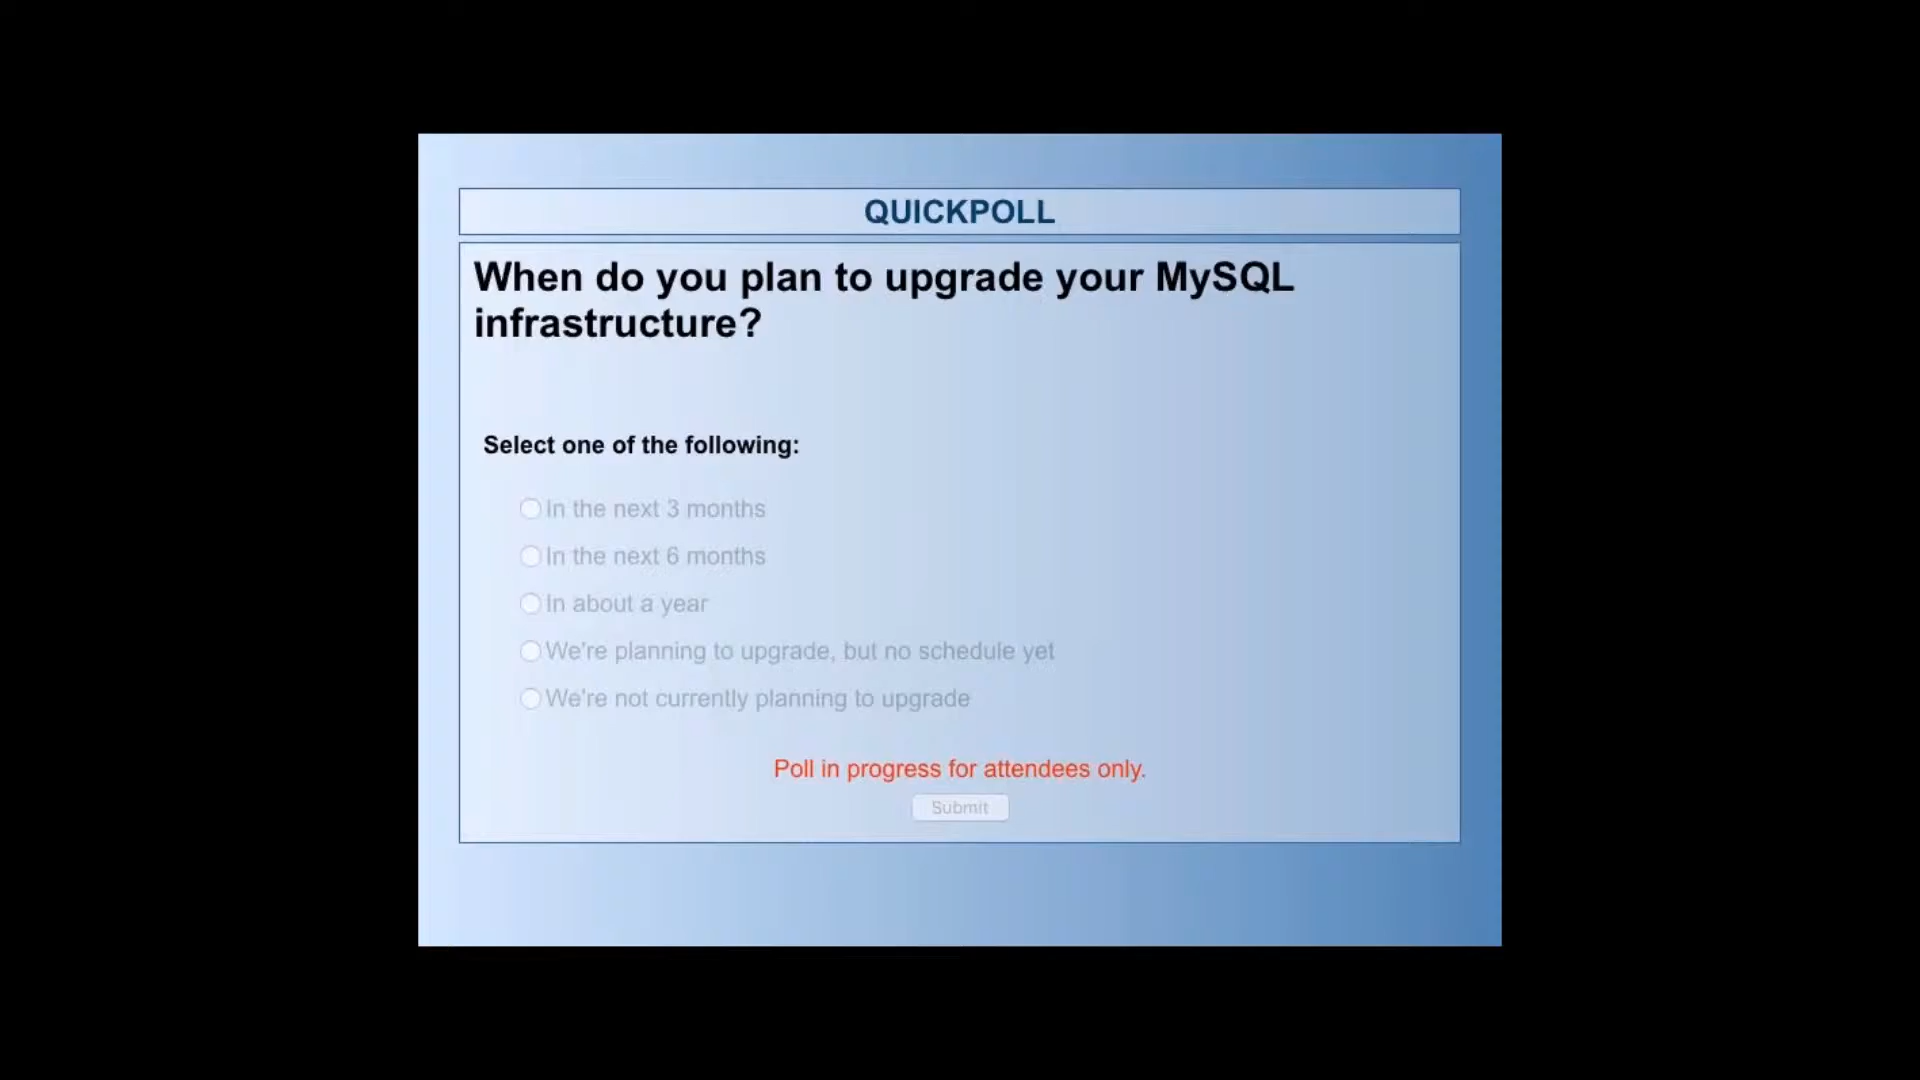 QUICKPOLL
When do you plan to upgrade your MySQL
infrastructure?
Select one of the following:
In the next 3 months
In the next 6 months
In about a year
We're planning to upgrade, but no schedule yet
We're not currently planning to upgrade
Poll in progress for attendees only.
Submit